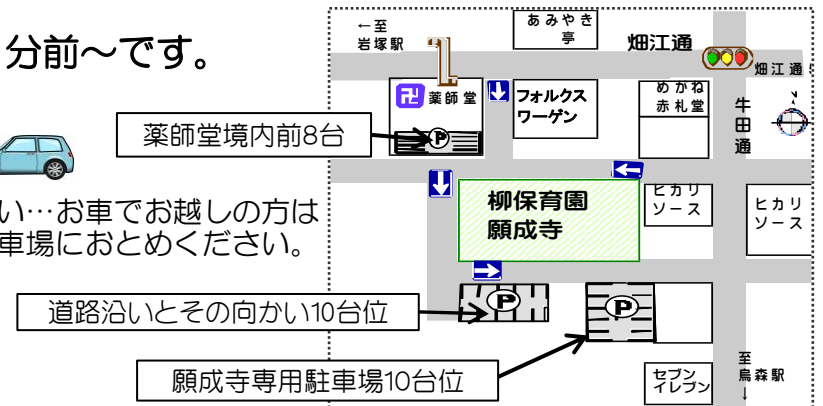 分前～です。
薬師堂境内前8台
い…お車でお越しの方は
車場におとめください。
道路沿いとその向かい10台位
願成寺専用駐車場10台位
←至
岩塚駅
あみやき
亭
畑江通
畑江通
卍 薬師堂
フォルクス
ワーゲン
めがね
赤札堂
牛
田
通
N
P
柳保育園
願成寺
ヒカリ
ソース
ヒカリ
ソース
P
P
セブン
イレブン
至
烏森駅
↓